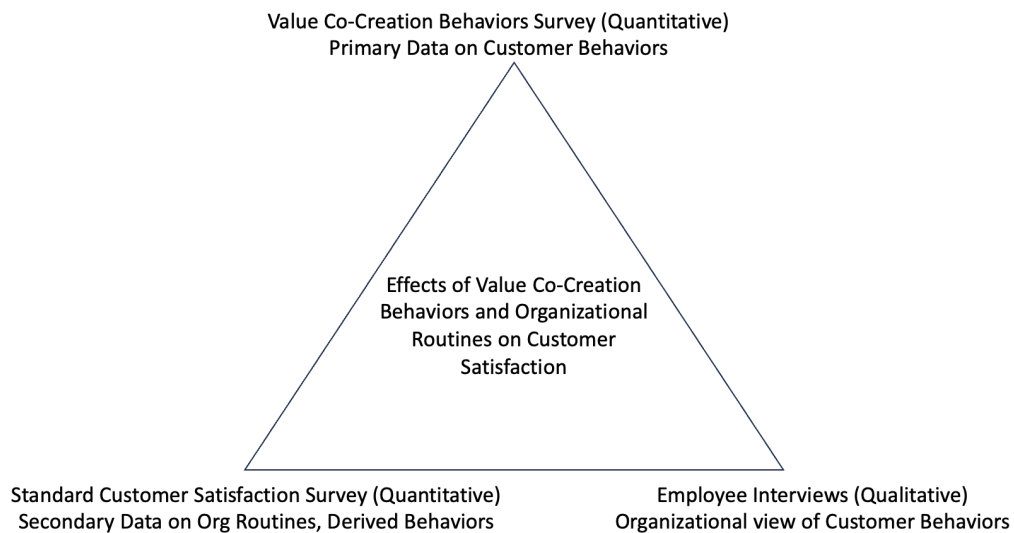 Value Co-Creation Behaviors Survey (Quantitative)
Primary Data on Customer Behaviors
Effects of Value Co-Creation
Behaviors and Organizational
Routines on Customer
Satisfaction
Standard Customer Satisfaction Survey (Quantitative)
Secondary Data on Org Routines, Derived Behaviors
Employee Interviews (Qualitative)
Organizational view of Customer Behaviors